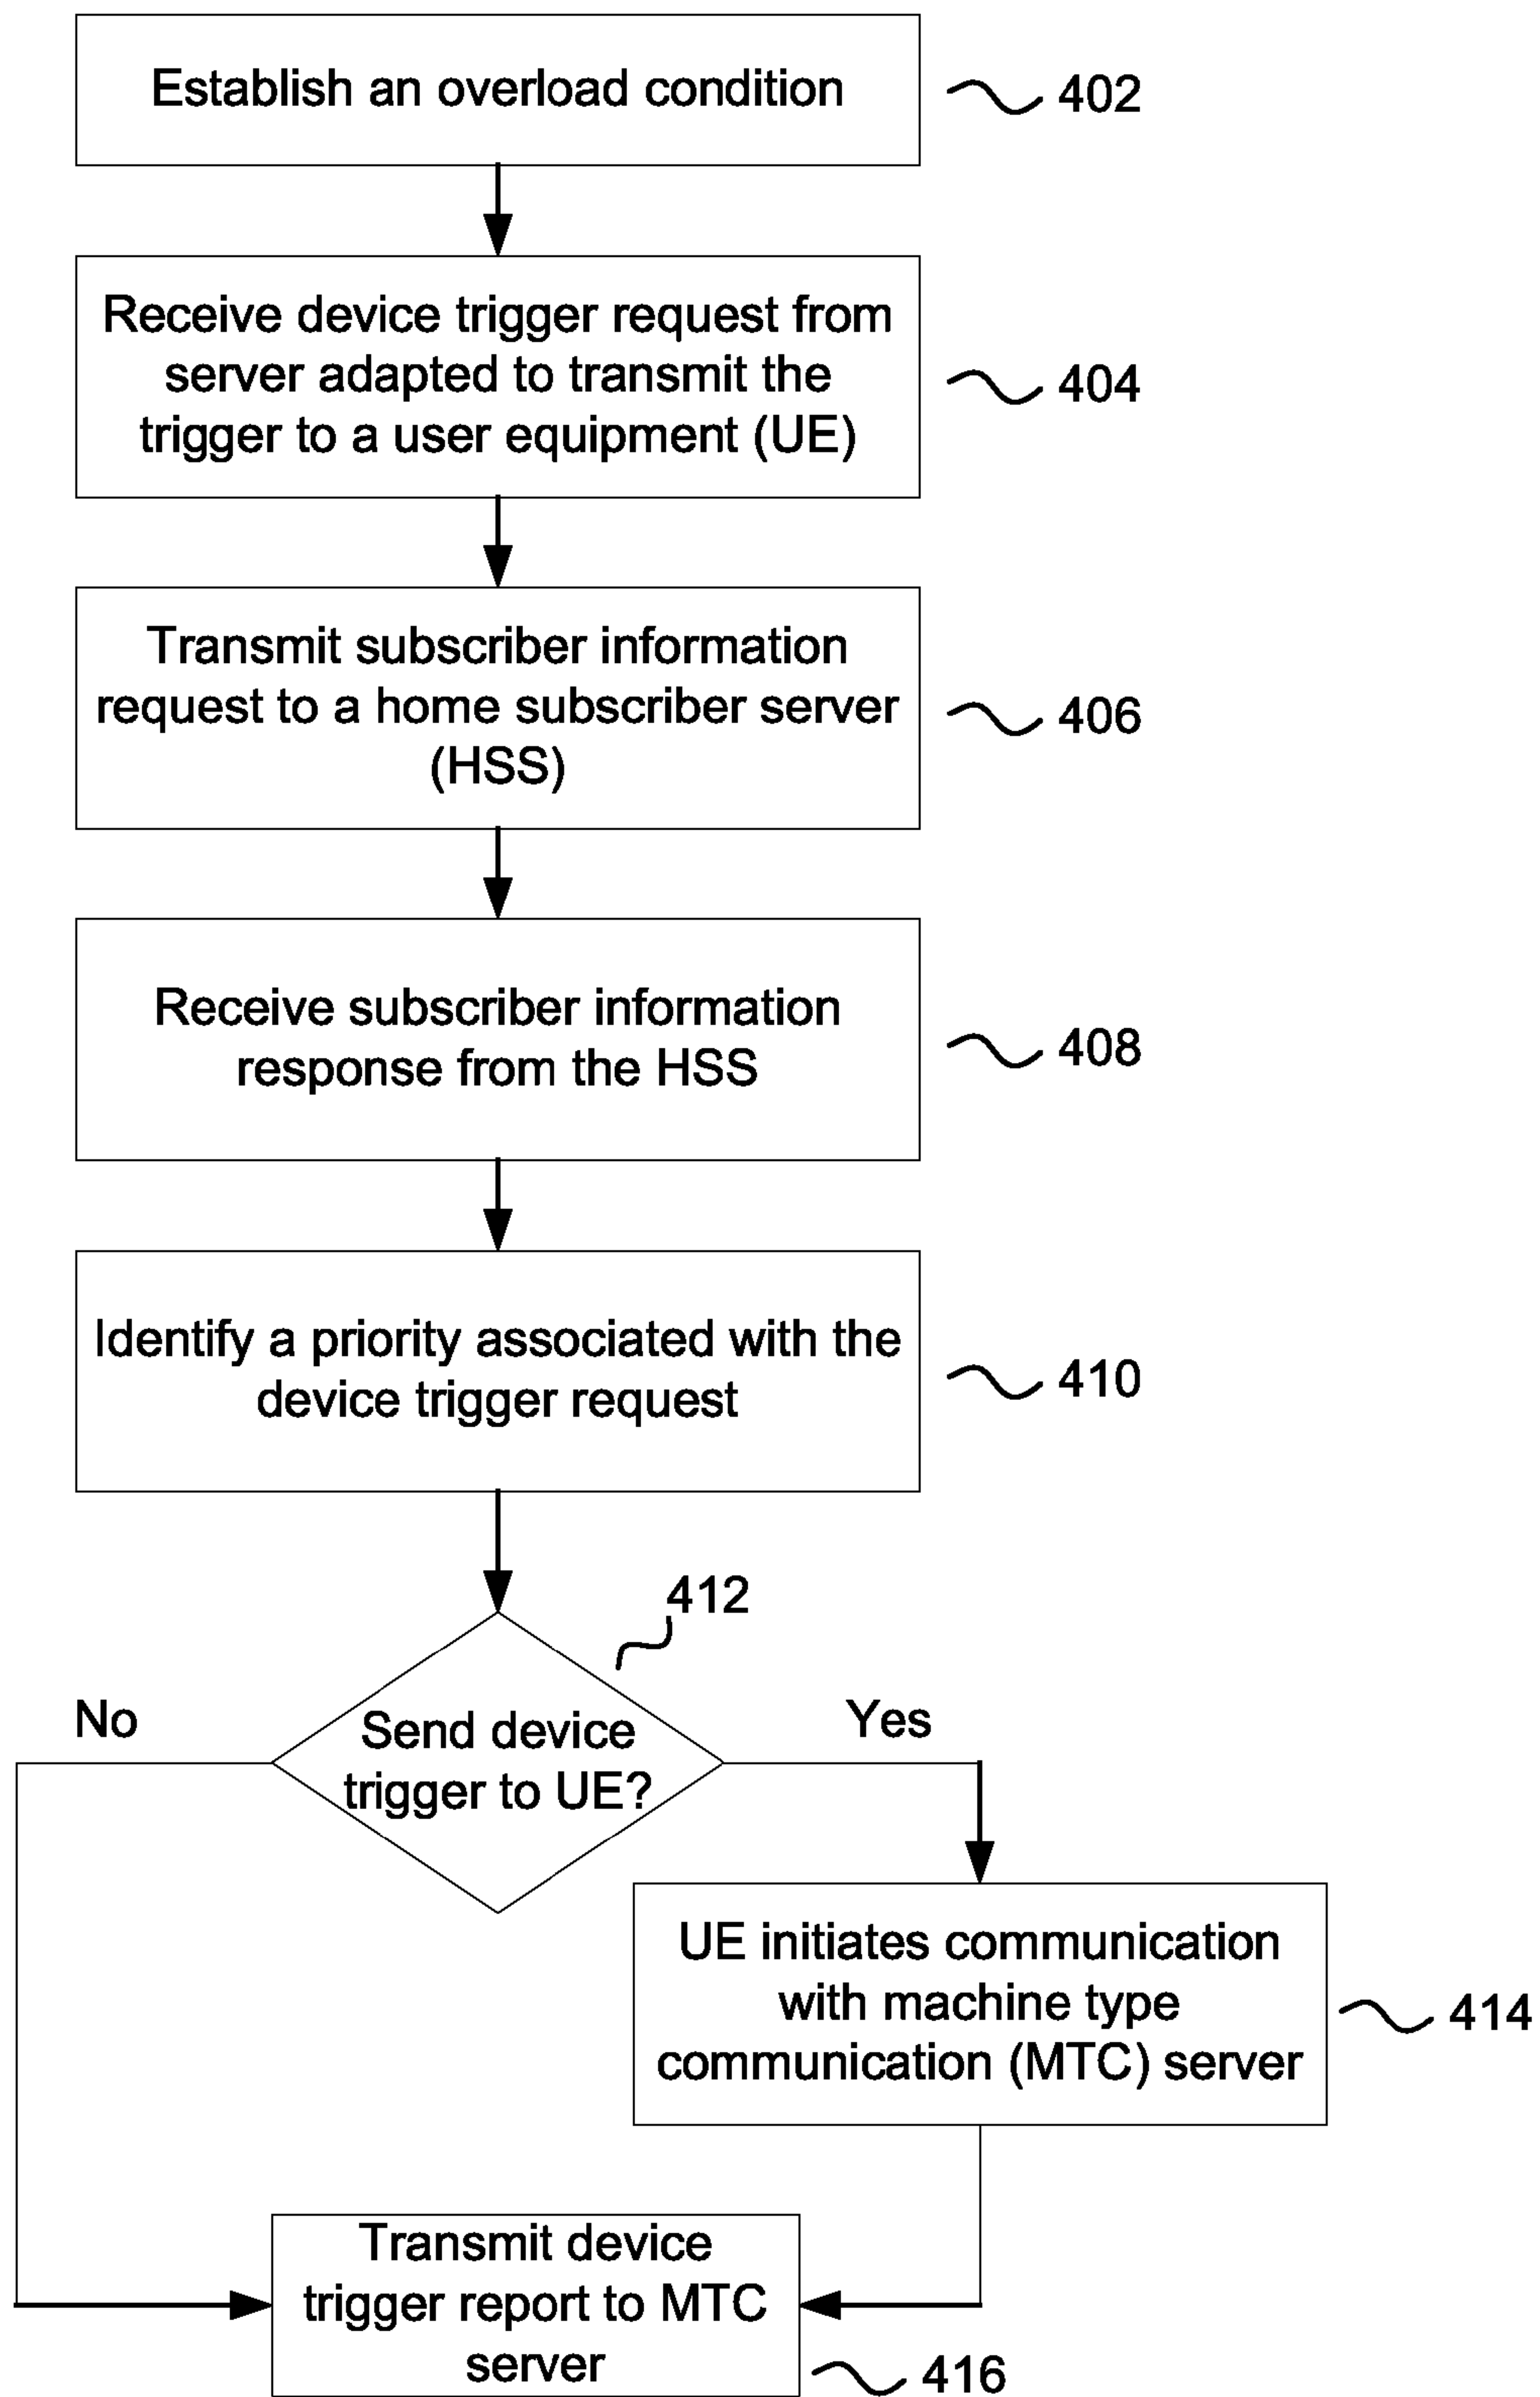 Establish an overload condition
402
Receive device trigger request from
server adapted to transmit the
trigger to a user equipment (UE)
404
Transmit subscriber information
request to a home subscriber server
(HSS)
406
Receive subscriber information
response from the HSS
408
Identify a priority associated with the
device trigger request
410
412
No
Send device
trigger to UE?
Yes
UE initiates communication
with machine type
communication (MTC) server
414
Transmit device
trigger report to MTC
server
416